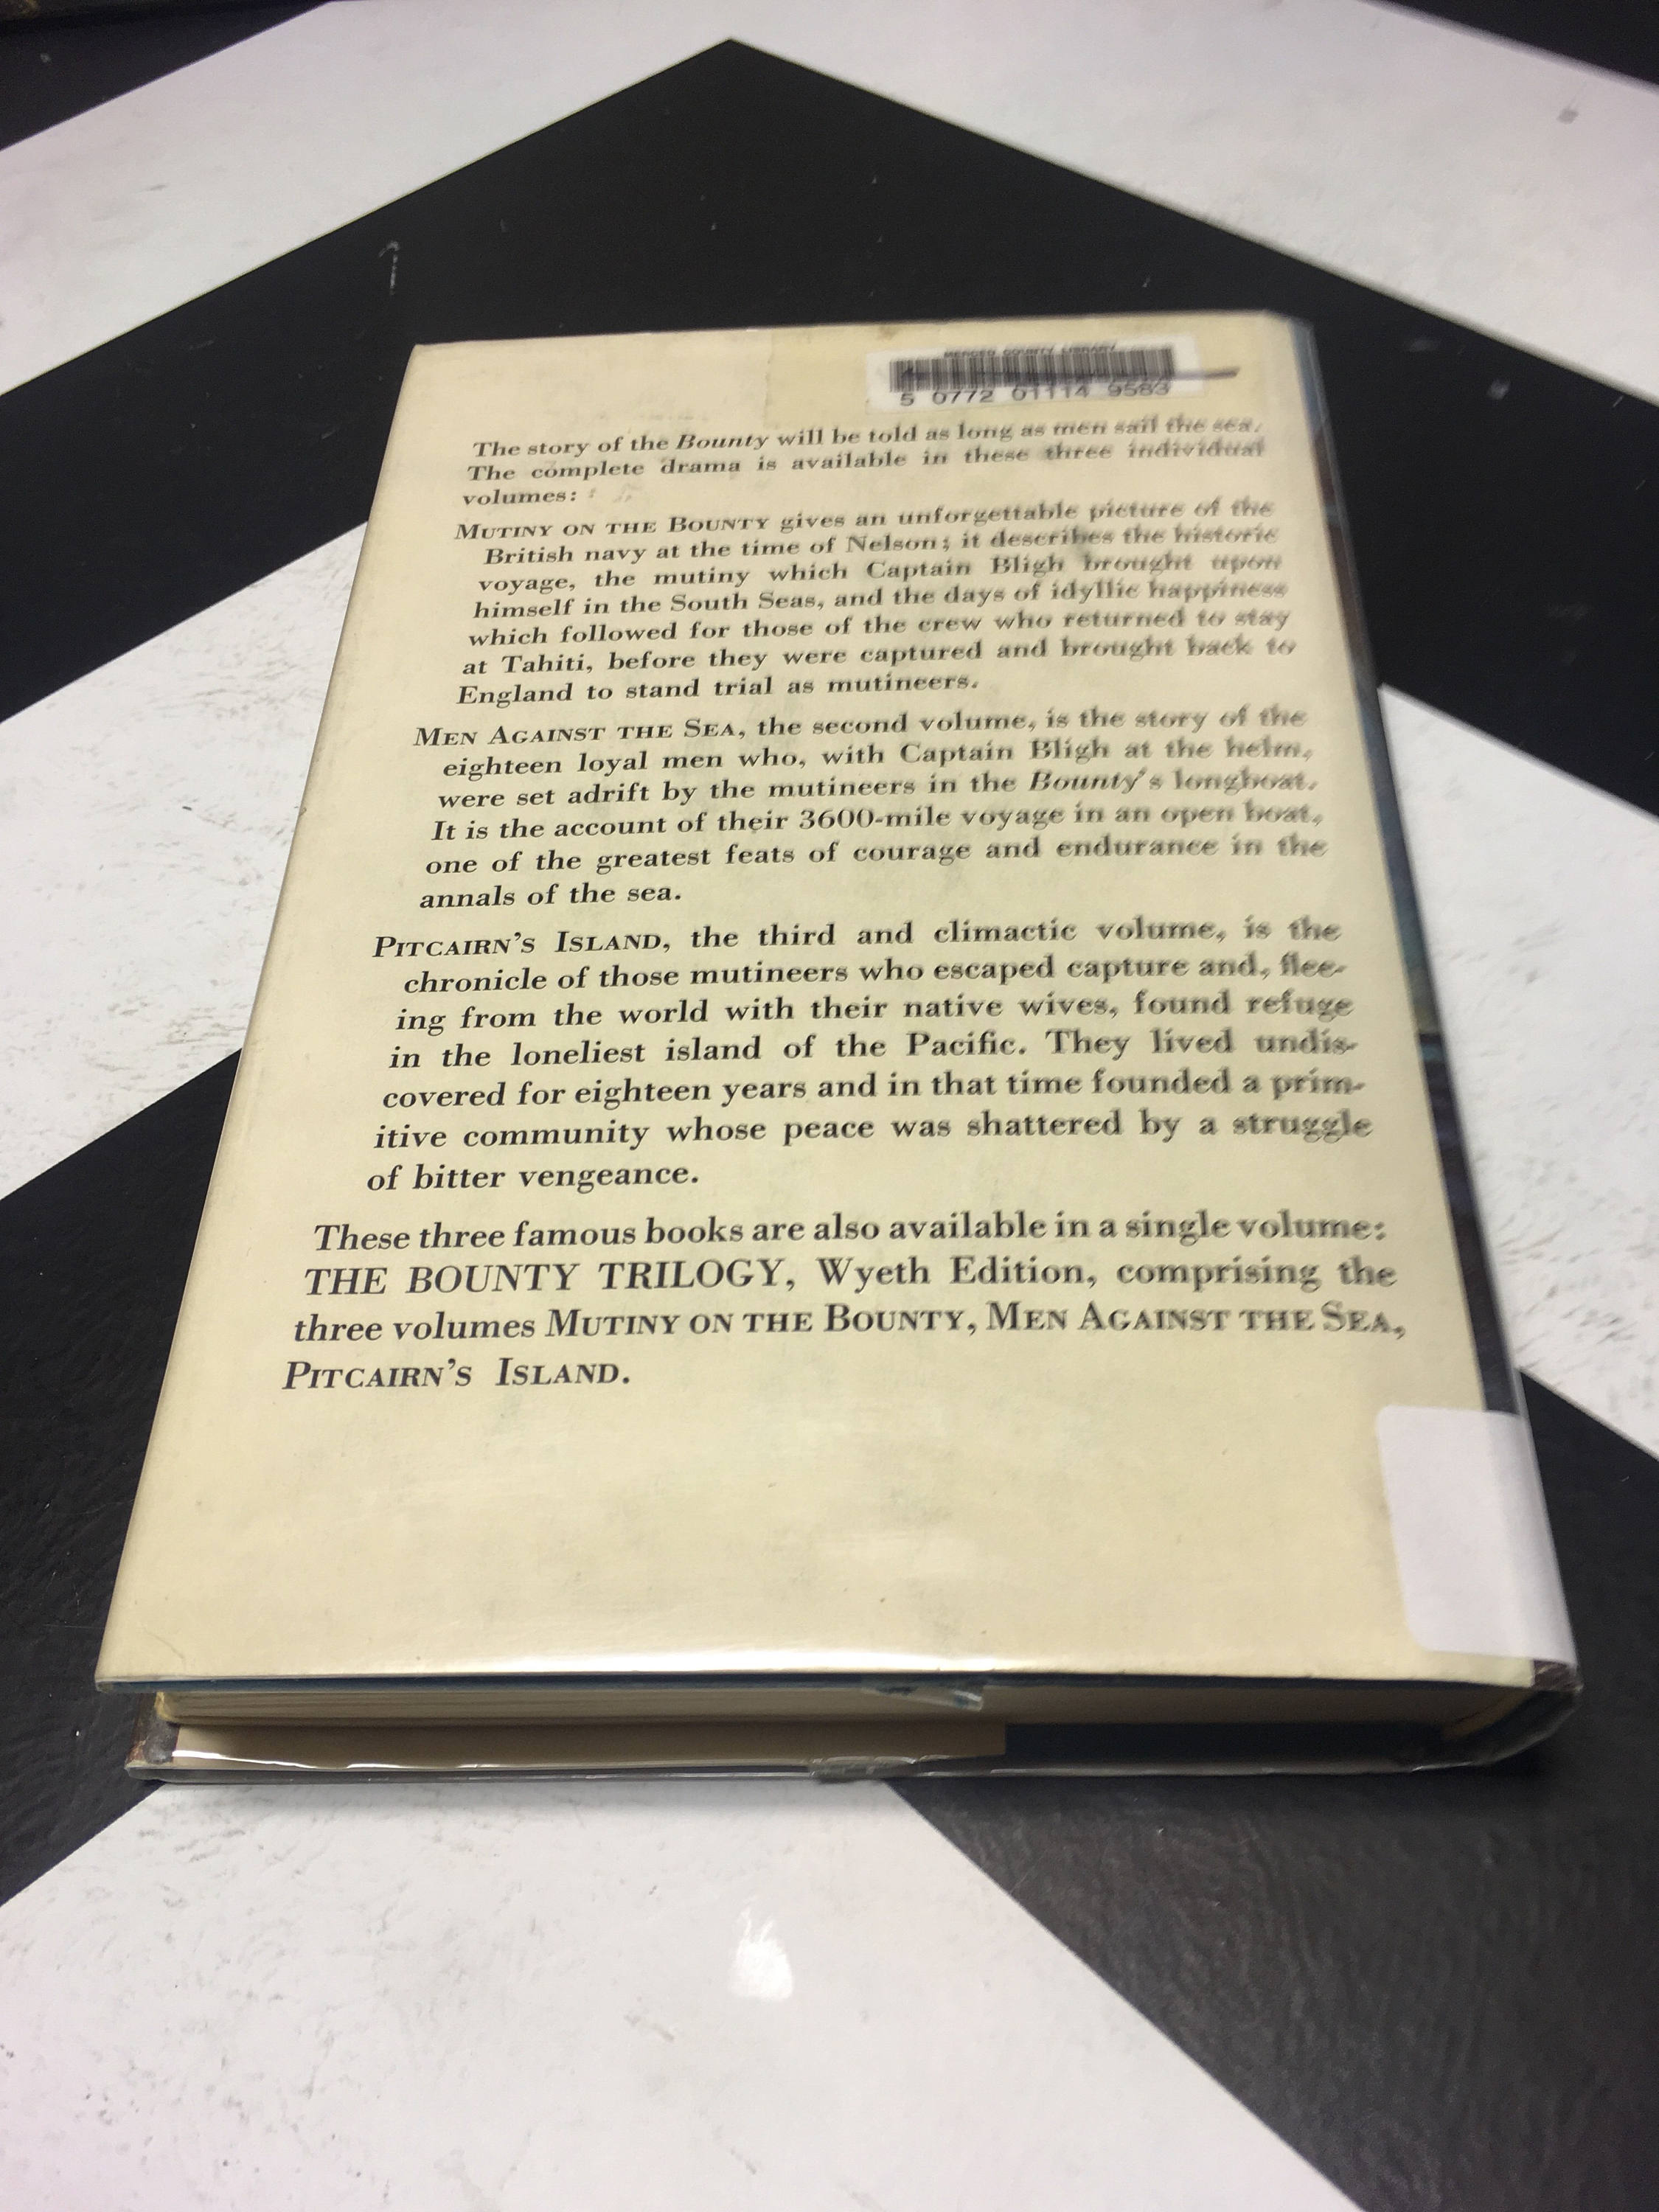 MERCED COUNTY LIBRARY
5 0772 01114 9583
The story of the Bounty will be told as long as men sail the sea.
The complete drama is available in these three individual
volumes:
MUTINY ON THE BOUNTY gives an unforgettable picture of the
British navy at the time of Nelson; it describes the historic
voyage, the mutiny which Captain Bligh brought upon
himself in the South Seas, and the days of idyllic happiness
which followed for those of the crew who returned to stay
at Tahiti, before they were captured and brought back to
England to stand trial as mutineers.
MEN AGAINST THE SEA, the second volume, is the story of the
eighteen loyal men who, with Captain Bligh at the helm,
were set adrift by the mutineers in the Bounty's longboat.
It is the account of their 3600-mile voyage in an open boat,
one of the greatest feats of courage and endurance in the
annals of the sea.
PITCAIRN'S ISLAND, the third and climactic volume, is the
chronicle of those mutineers who escaped capture and, flee-
ing from the world with their native wives, found refuge
in the loneliest island of the Pacific. They lived undis-
covered for eighteen years and in that time founded a prim-
itive community whose peace was shattered by a struggle
of bitter vengeance.
These three famous books are also available in a single volume:
THE BOUNTY TRILOGY, Wyeth Edition, comprising the
three volumes MUTINY ON THE BOUNTY, MEN AGAINST THE SEA,
PITCAIRN'S ISLAND.